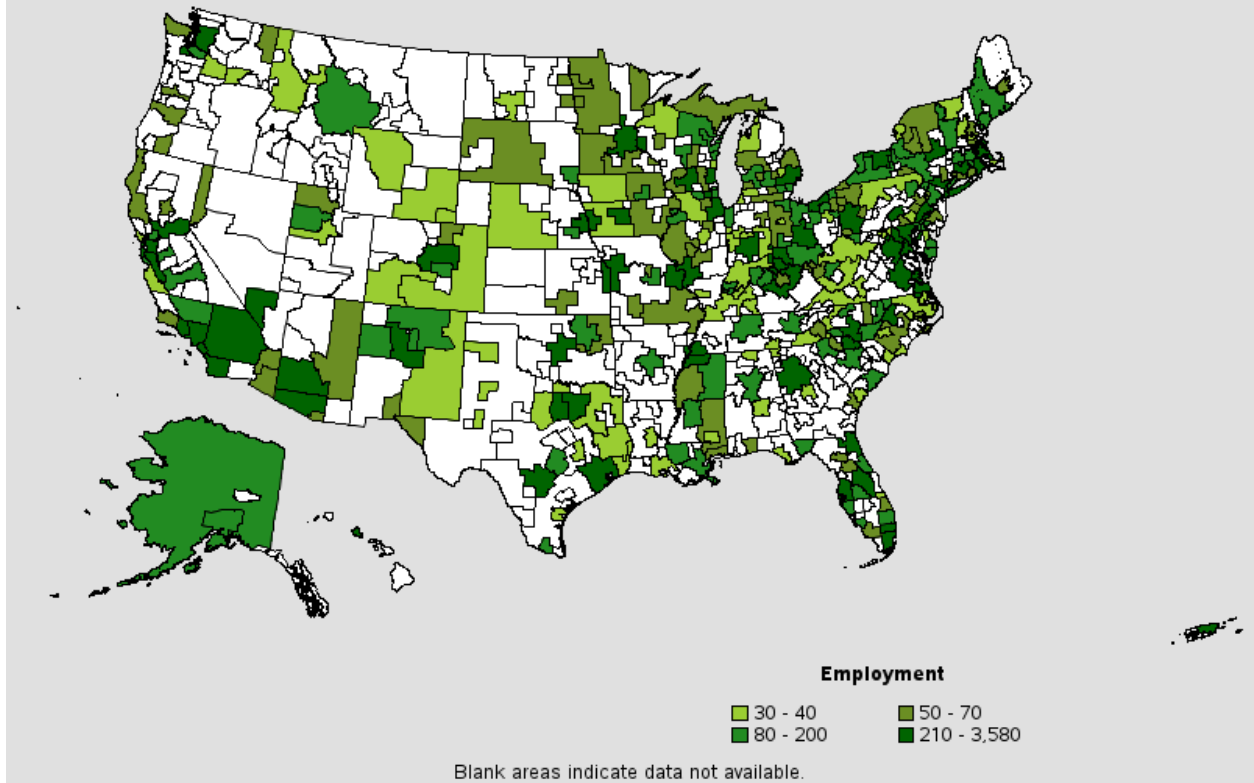 Employment
30 - 40 50 - 70
80 - 200 210 - 3,580
Blank areas indicate data not available.